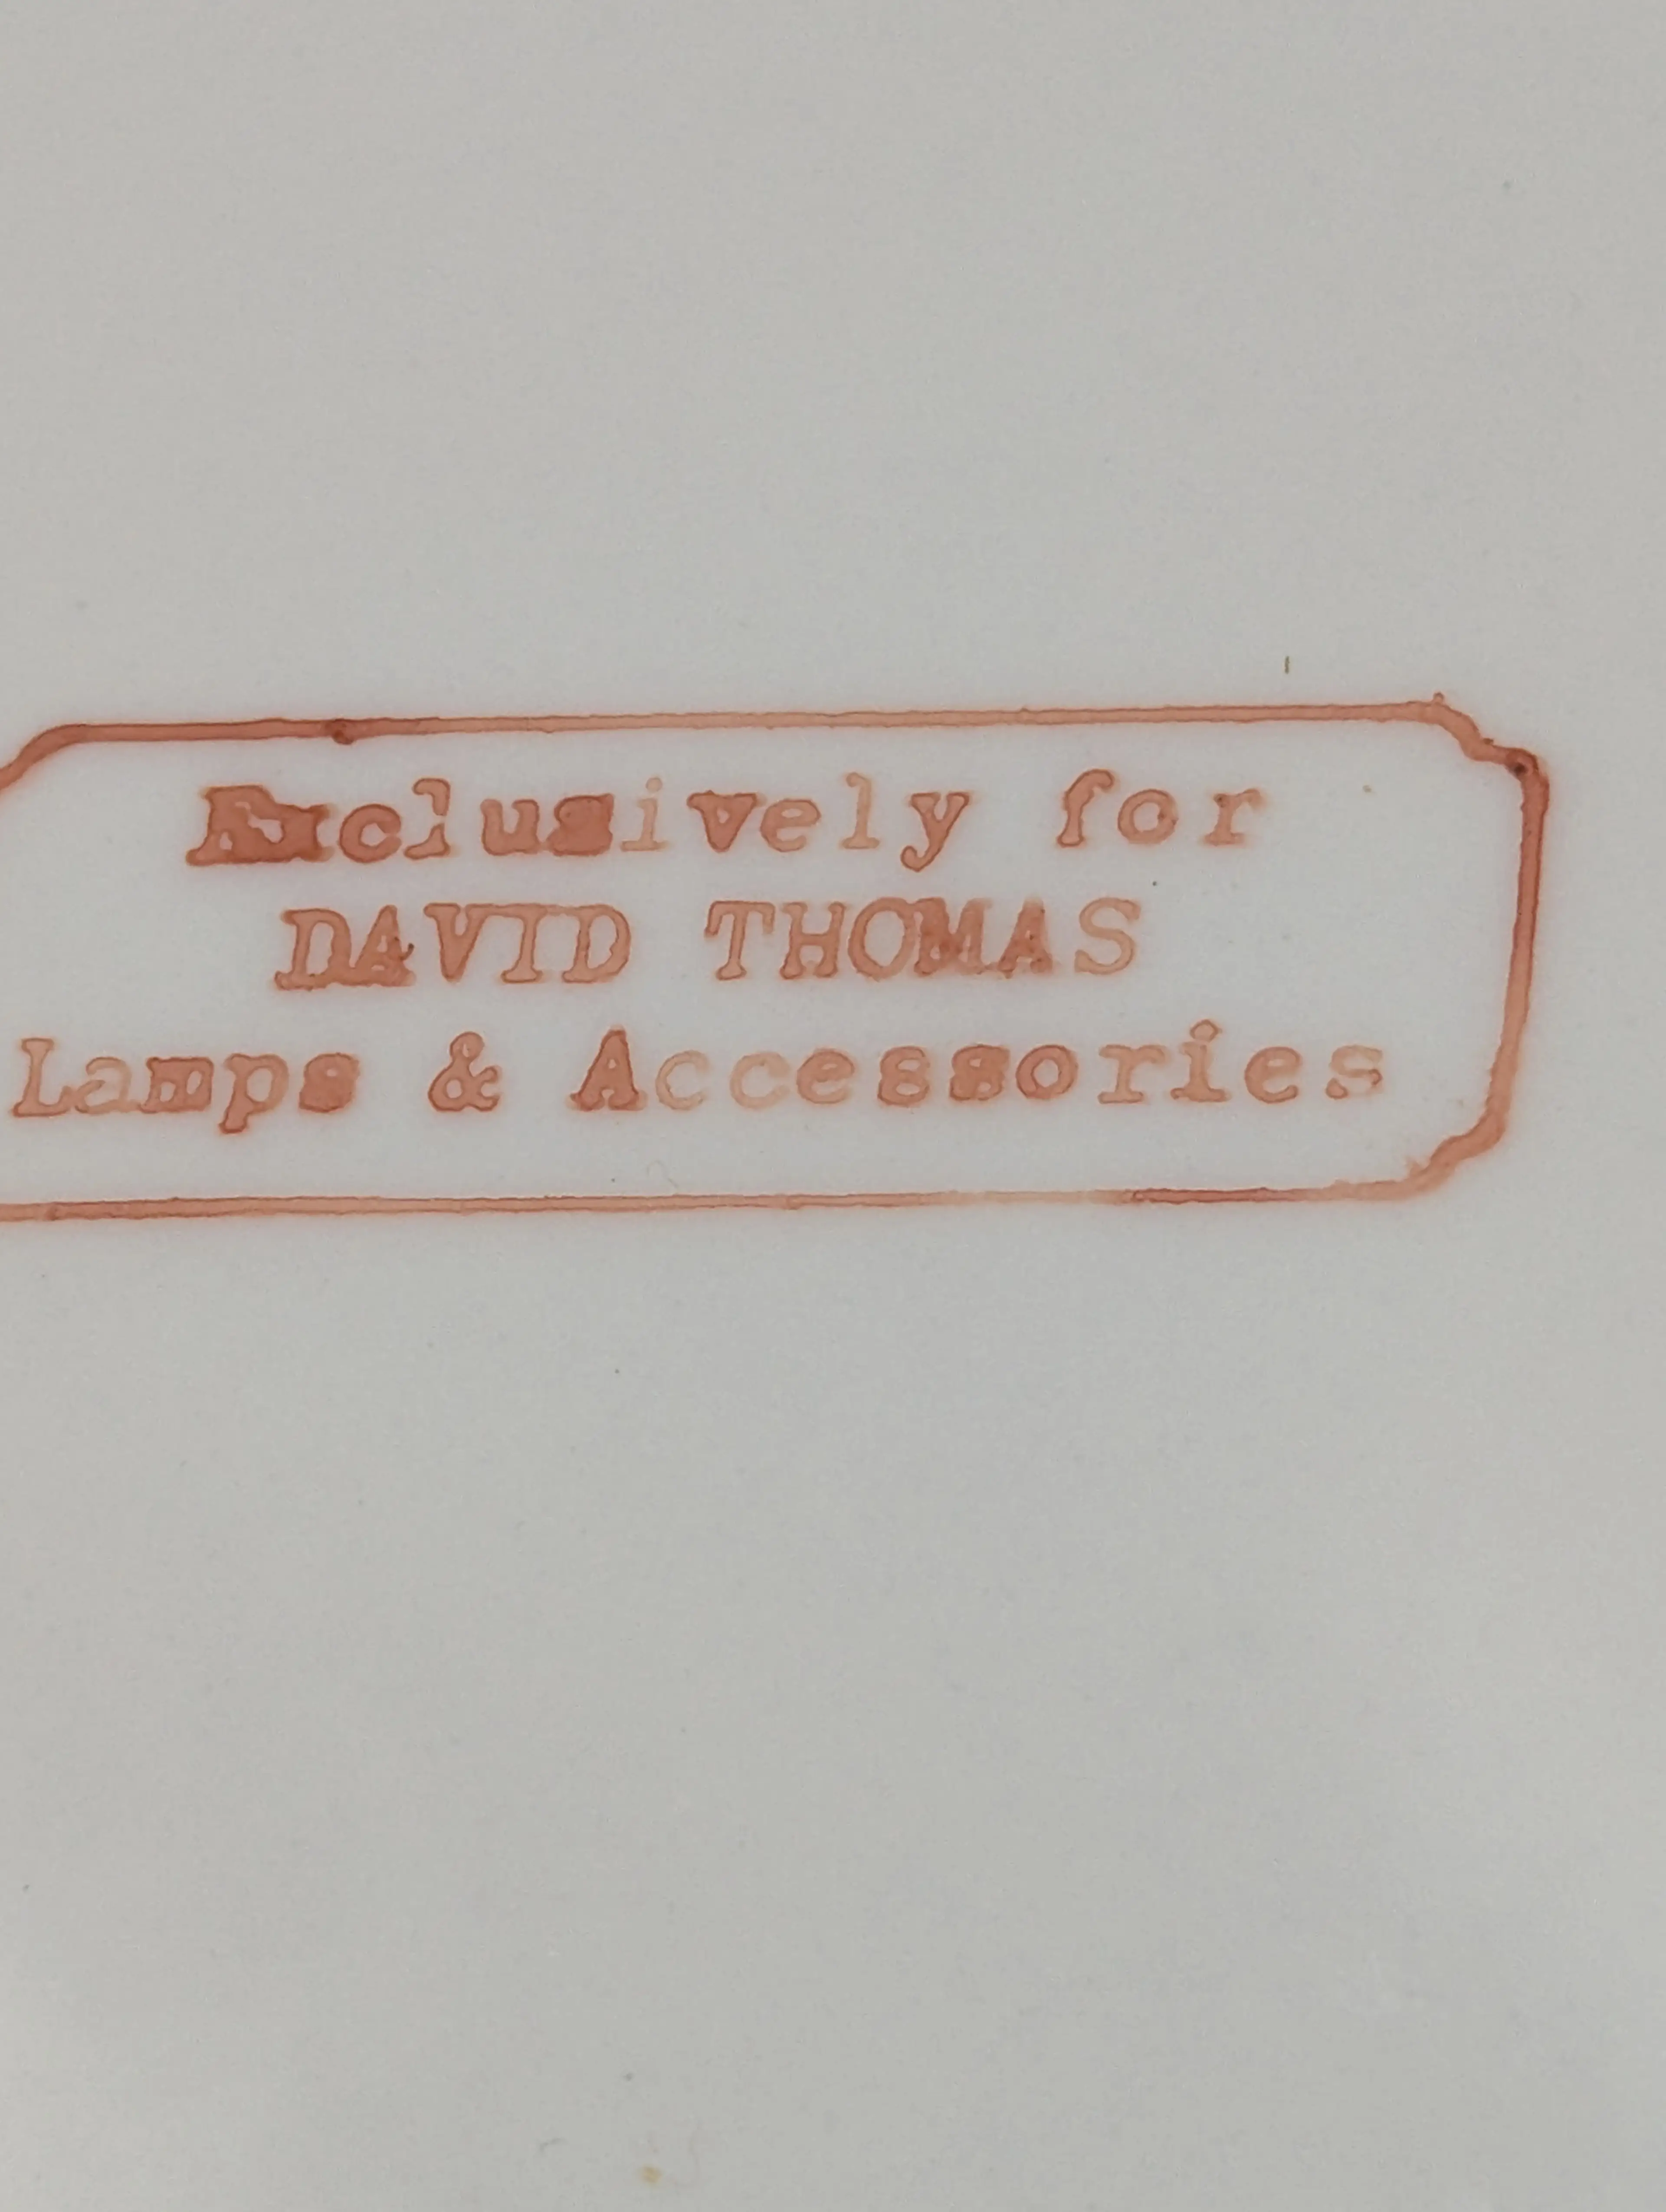 Exclusively for
DAVID THOMAS
Lamps & Accessories